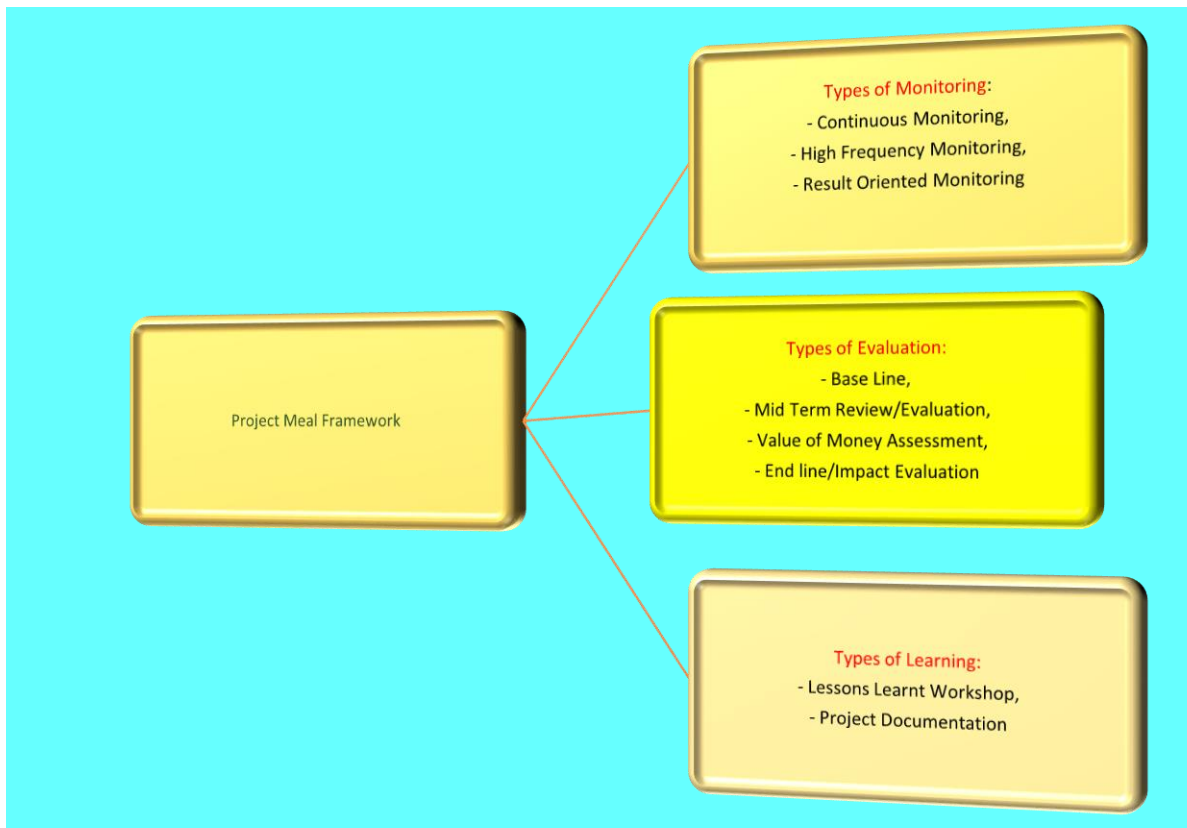 Project Meal Framework
Types of Monitoring:
- Continuous Monitoring,
- High Frequency Monitoring,
- Result Oriented Monitoring
Types of Evaluation:
- Base Line,
- Mid Term Review/Evaluation,
- Value of Money Assessment,
- End line/Impact Evaluation
Types of Learning:
- Lessons Learnt Workshop,
- Project Documentation